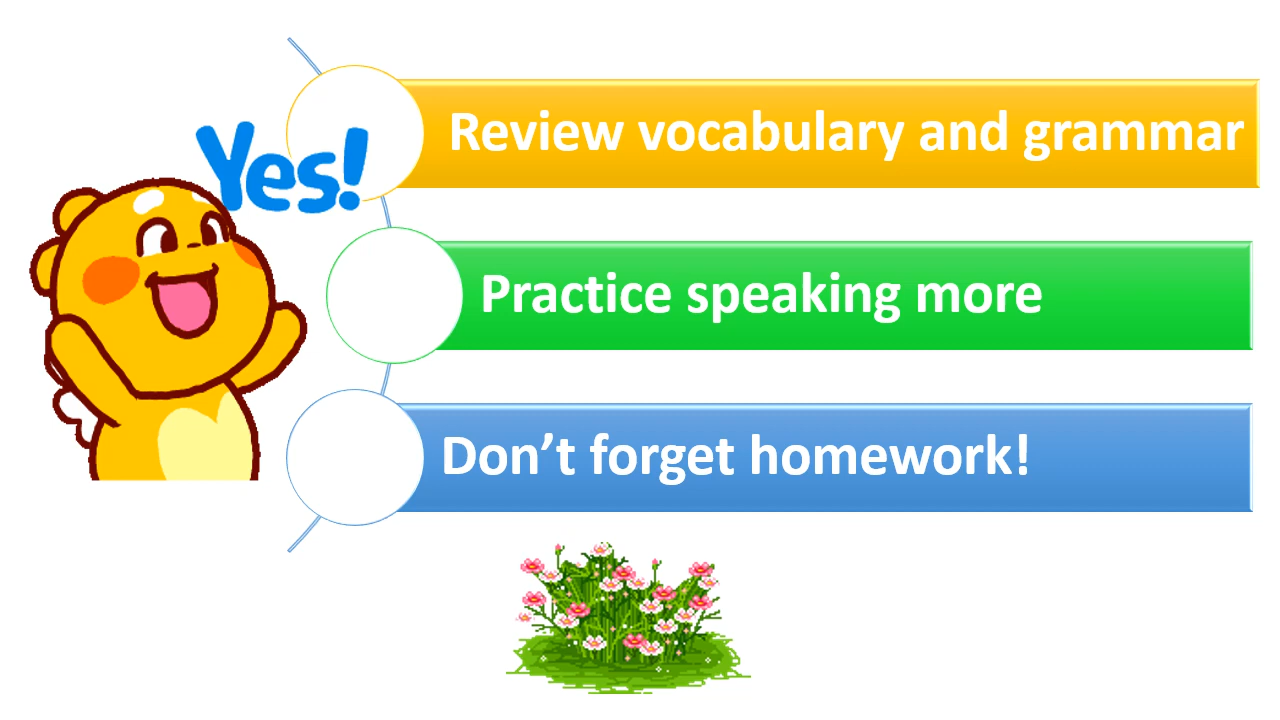 Yes!
Review vocabulary and grammar
Practice speaking more
Don’t forget homework!